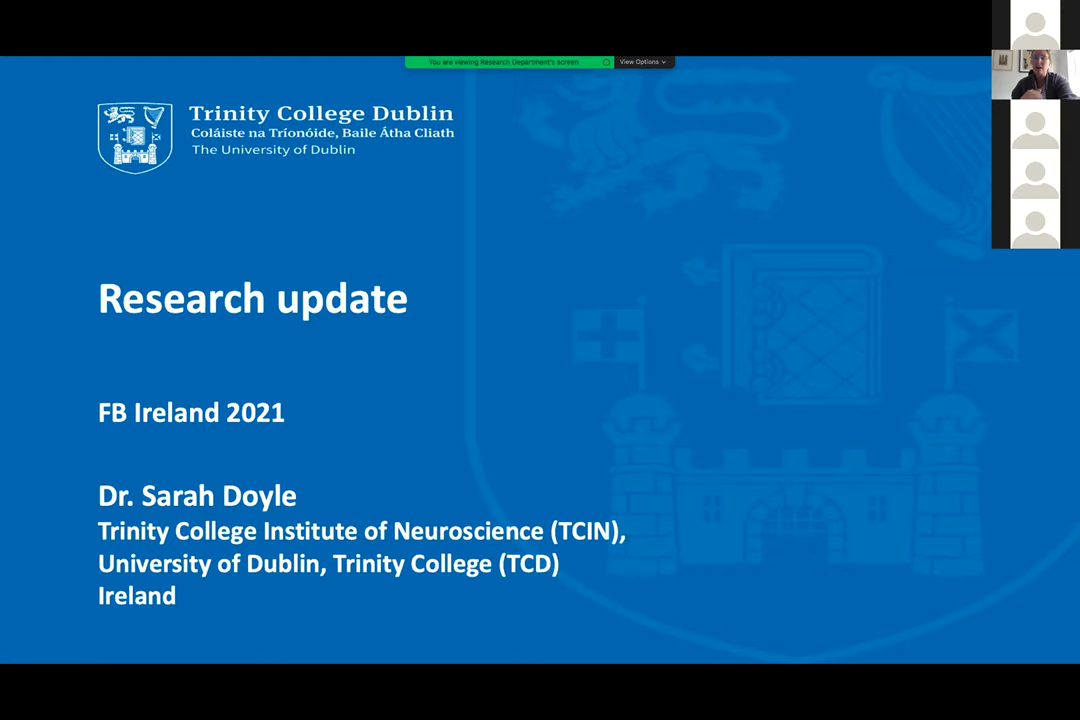 You are viewing Research Department's screen
View Options
Trinity College Dublin
Coláiste na Tríonóide, Baile Átha Cliath
The University of Dublin
Research update
FB Ireland 2021
Dr. Sarah Doyle
Trinity College Institute of Neuroscience (TCIN),
University of Dublin, Trinity College (TCD)
Ireland